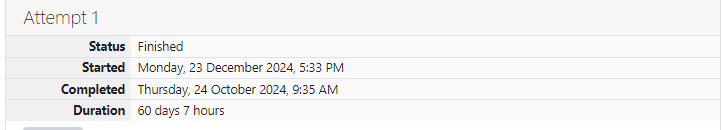 Attempt 1
Status Finished
Started Monday, 23 December 2024, 5:33 PM
Completed Thursday, 24 October 2024, 9:35 AM
Duration 60 days 7 hours